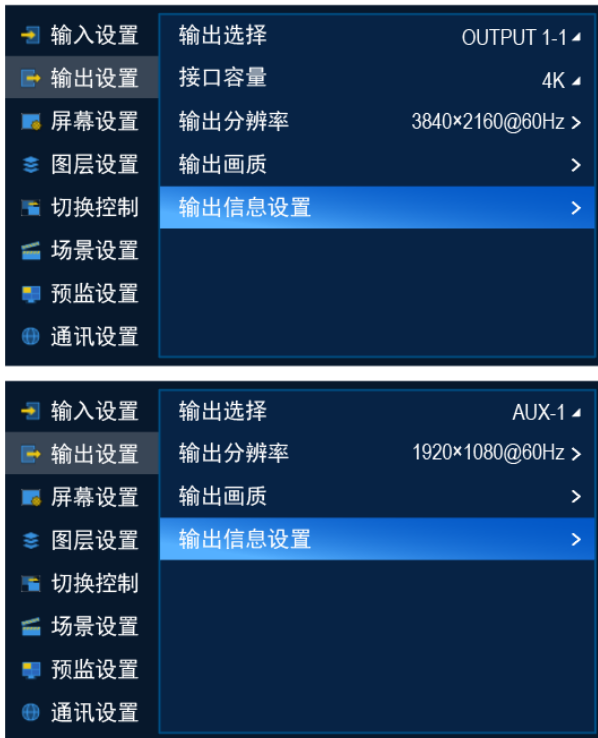 输入设置 输出选择 OUTPUT 1-1
输出设置 接口容量 4K
屏幕设置 输出分辨率 3840×2160@60Hz >
图层设置 输出画质 >
切换控制 输出信息设置 >
场景设置
预监设置
通讯设置
输入设置 输出选择 AUX-1
输出设置 输出分辨率 1920×1080@60Hz >
屏幕设置 输出画质 >
图层设置 输出信息设置 >
切换控制
场景设置
预监设置
通讯设置